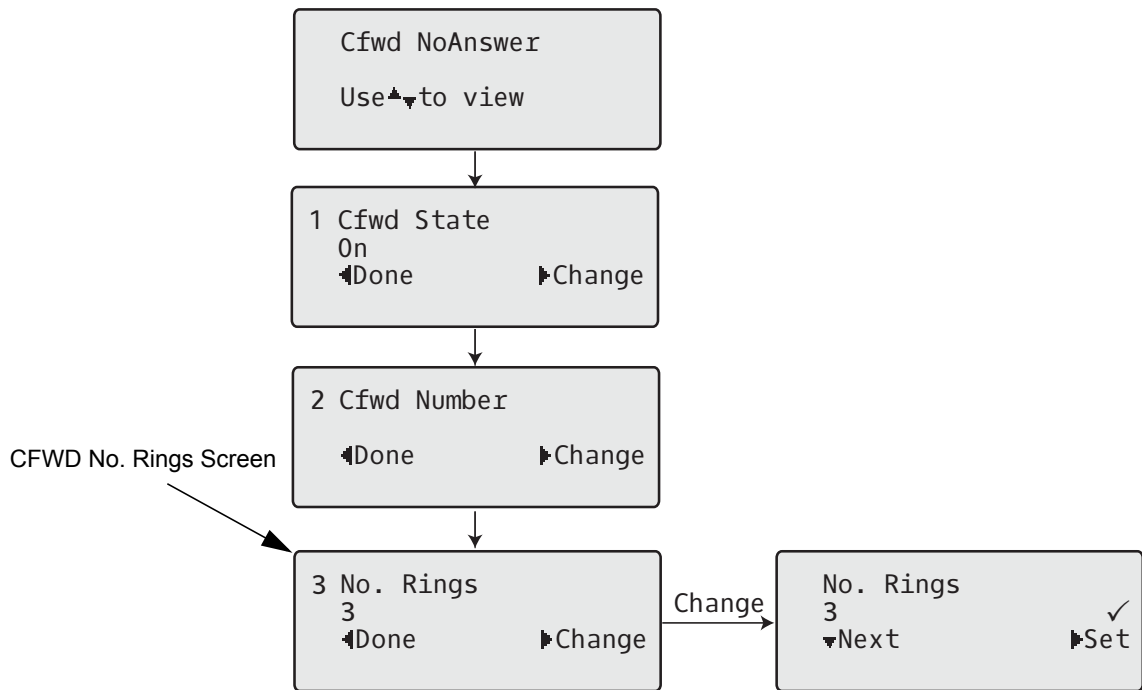 Cfwd NoAnswer
Use▲▼to view
1 Cfwd State
On
◀Done ▶Change
2 Cfwd Number
◀Done ▶Change
CFWD No. Rings Screen
3 No. Rings
3
◀Done ▶Change
Change
No. Rings
3 ✓
▼Next ▶Set